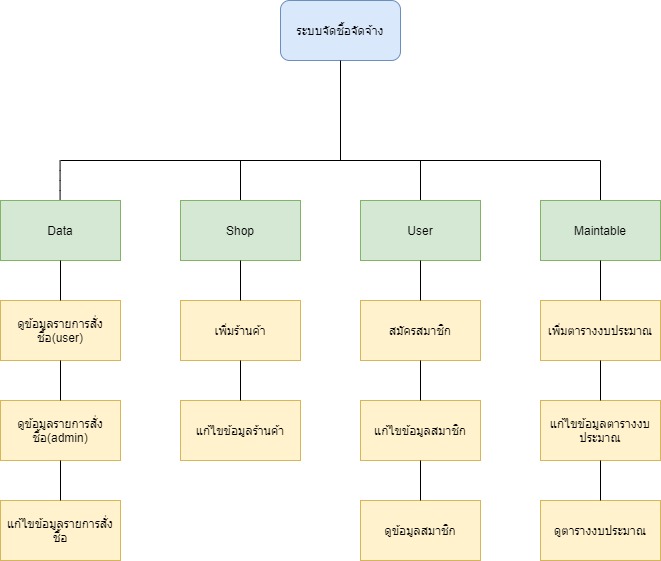 ระบบจัดซื้อจัดจ้าง
Data
Shop
User
Maintable
ดูข้อมูลรายการสั่ง
ซื้อ(user)
เพิ่มร้านค้า
สมัครสมาชิก
เพิ่มตารางงบประมาณ
ดูข้อมูลรายการสั่ง
ซื้อ(admin)
แก้ไขข้อมูลร้านค้า
แก้ไขข้อมูลสมาชิก
แก้ไขข้อมูลตารางงบ
ประมาณ
แก้ไขข้อมูลรายการสั่ง
ซื้อ
ดูข้อมูลสมาชิก
ดูตารางงบประมาณ